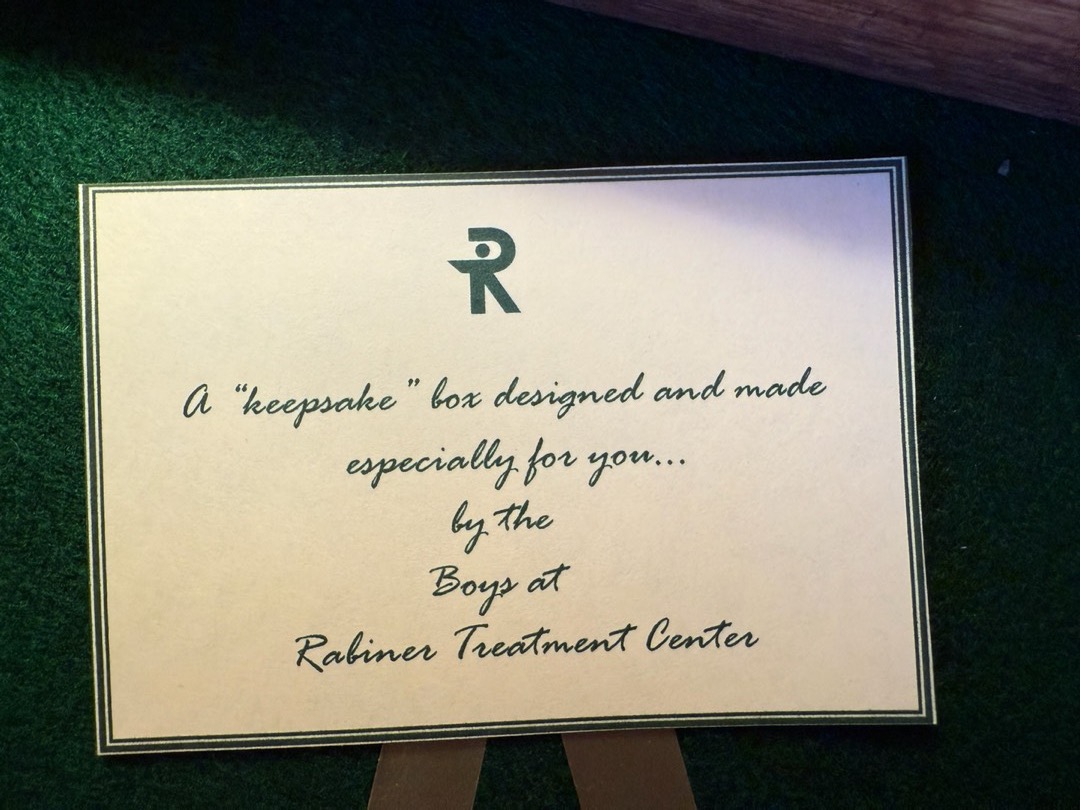 R
A “keepsake” box designed and made
especially for you...
by the
Boys at
Rabiner Treatment Center